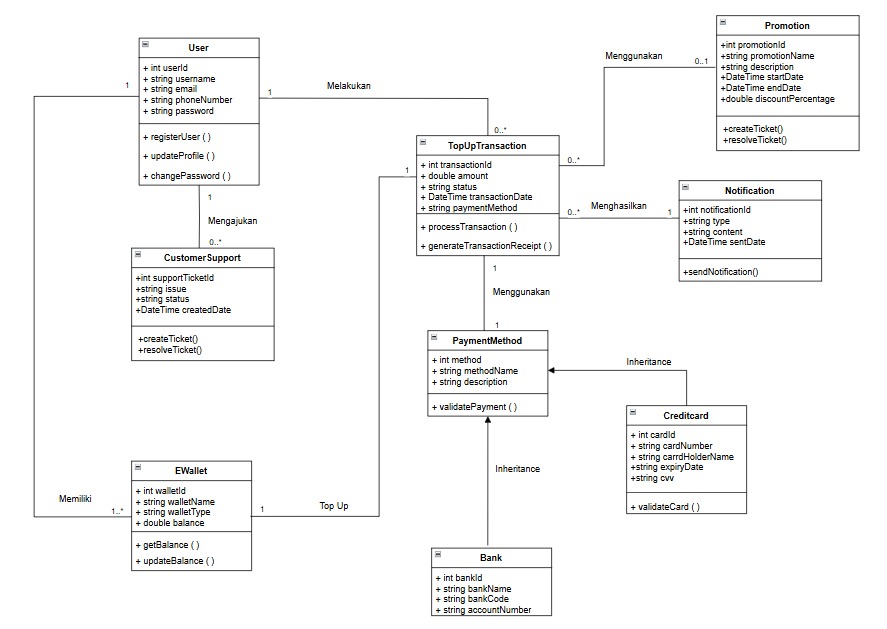 User
+ int userId
+ string username
+ string email
+ string phoneNumber
+ string password
+ registerUser ( )
+ updateProfile ( )
+ changePassword ( )
1
1
Melakukan
0..*
1
Mengajukan
0..*
CustomerSupport
+int supportTicketId
+string issue
+string status
+DateTime createdDate
+createTicket()
+resolveTicket()
TopUpTransaction
+ int transactionId
+ double amount
+ string status
+ DateTime transactionDate
+ string paymentMethod
+ processTransaction ( )
+ generateTransactionReceipt ( )
1
0..*
Menggunakan
0..1
Promotion
+int promotionId
+string promotionName
+string description
+DateTime startDate
+DateTime endDate
+double discountPercentage
+createTicket()
+resolveTicket()
0..*
Menghasilkan
1
Notification
+int notificationId
+string type
+string content
+DateTime sentDate
+sendNotification()
1
Menggunakan
1
PaymentMethod
+ int method
+ string methodName
+ string description
+ validatePayment ( )
Inheritance
Creditcard
+ int cardId
+ string cardNumber
+ string carrdHolderName
+string expiryDate
+string cvv
+ validateCard ( )
Inheritance
Bank
+ int bankId
+ string bankName
+ string bankCode
+ string accountNumber
Memiliki
1..*
EWallet
+ int walletId
+ string walletName
+ string walletType
+ double balance
+ getBalance ( )
+ updateBalance ( )
1
Top Up